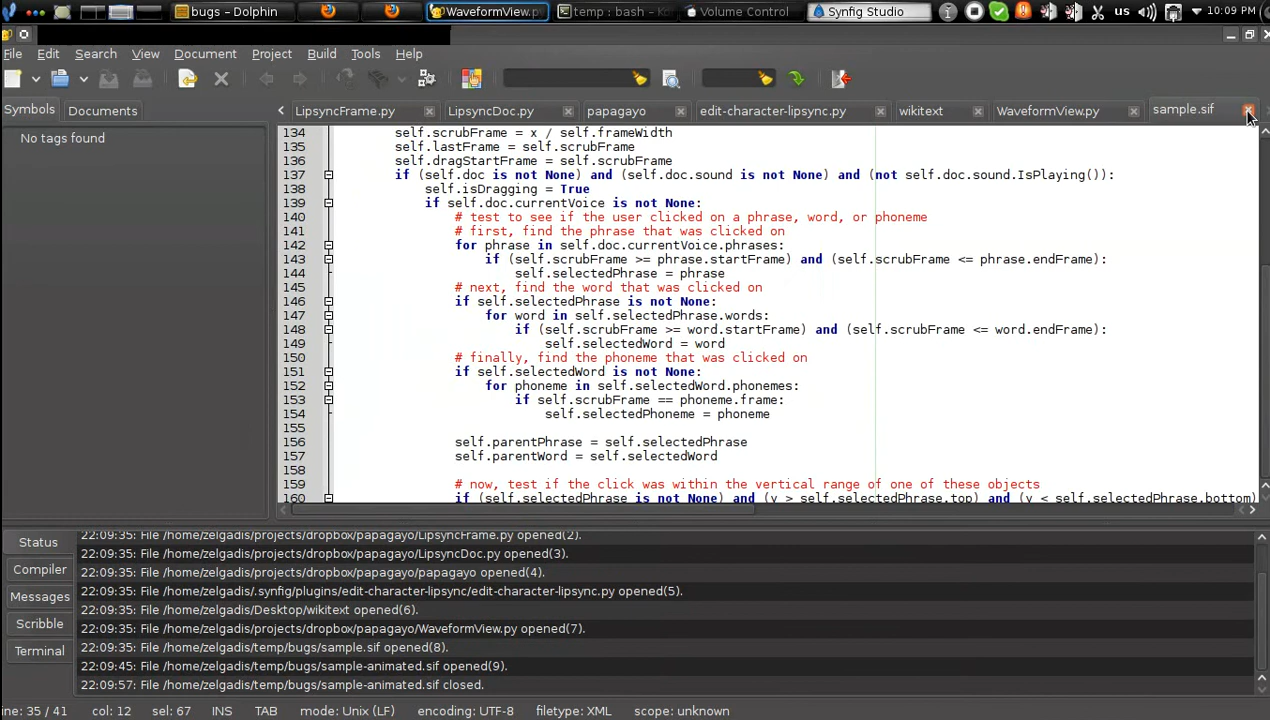 bugs – Dolphin WaveformView.p temp : bash – K Volume Control Synfig Studio us 10:09 PM
File Edit Search View Document Project Build Tools Help
Symbols Documents LipsyncFrame.py LipsyncDoc.py papagayo edit-character-lipsync.py wikitext WaveformView.py sample.sif
No tags found
134 self.scrubFrame = x / self.frameWidth
135 self.lastFrame = self.scrubFrame
136 self.dragStartFrame = self.scrubFrame
137 if (self.doc is not None) and (self.doc.sound is not None) and (not self.doc.sound.IsPlaying()):
138 self.isDragging = True
139 if self.doc.currentVoice is not None:
140 # test to see if the user clicked on a phrase, word, or phoneme
141 # first, find the phrase that was clicked on
142 for phrase in self.doc.currentVoice.phrases:
143 if (self.scrubFrame >= phrase.startFrame) and (self.scrubFrame <= phrase.endFrame):
144 self.selectedPhrase = phrase
145 # next, find the word that was clicked on
146 if self.selectedPhrase is not None:
147 for word in self.selectedPhrase.words:
148 if (self.scrubFrame >= word.startFrame) and (self.scrubFrame <= word.endFrame):
149 self.selectedWord = word
150 # finally, find the phoneme that was clicked on
151 if self.selectedWord is not None:
152 for phoneme in self.selectedWord.phonemes:
153 if self.scrubFrame == phoneme.frame:
154 self.selectedPhoneme = phoneme
155
156 self.parentPhrase = self.selectedPhrase
157 self.parentWord = self.selectedWord
158
159 # now, test if the click was within the vertical range of one of these objects
160 if (self.selectedPhrase is not None) and (y > self.selectedPhrase.top) and (y < self.selectedPhrase.bottom)
Status
Compiler
Messages
Scribble
Terminal
22:09:35: File /home/zelgadis/projects/dropbox/papagayo/LipsyncFrame.py opened(2).
22:09:35: File /home/zelgadis/projects/dropbox/papagayo/LipsyncDoc.py opened(3).
22:09:35: File /home/zelgadis/projects/dropbox/papagayo/papagayo opened(4).
22:09:35: File /home/zelgadis/.synfig/plugins/edit-character-lipsync/edit-character-lipsync.py opened(5).
22:09:35: File /home/zelgadis/Desktop/wikitext opened(6).
22:09:35: File /home/zelgadis/projects/dropbox/papagayo/WaveformView.py opened(7).
22:09:35: File /home/zelgadis/temp/bugs/sample.sif opened(8).
22:09:45: File /home/zelgadis/temp/bugs/sample-animated.sif opened(9).
22:09:57: File /home/zelgadis/temp/bugs/sample-animated.sif closed.
ine: 35 / 41 col: 12 sel: 67 INS TAB mode: Unix (LF) encoding: UTF-8 filetype: XML scope: unknown